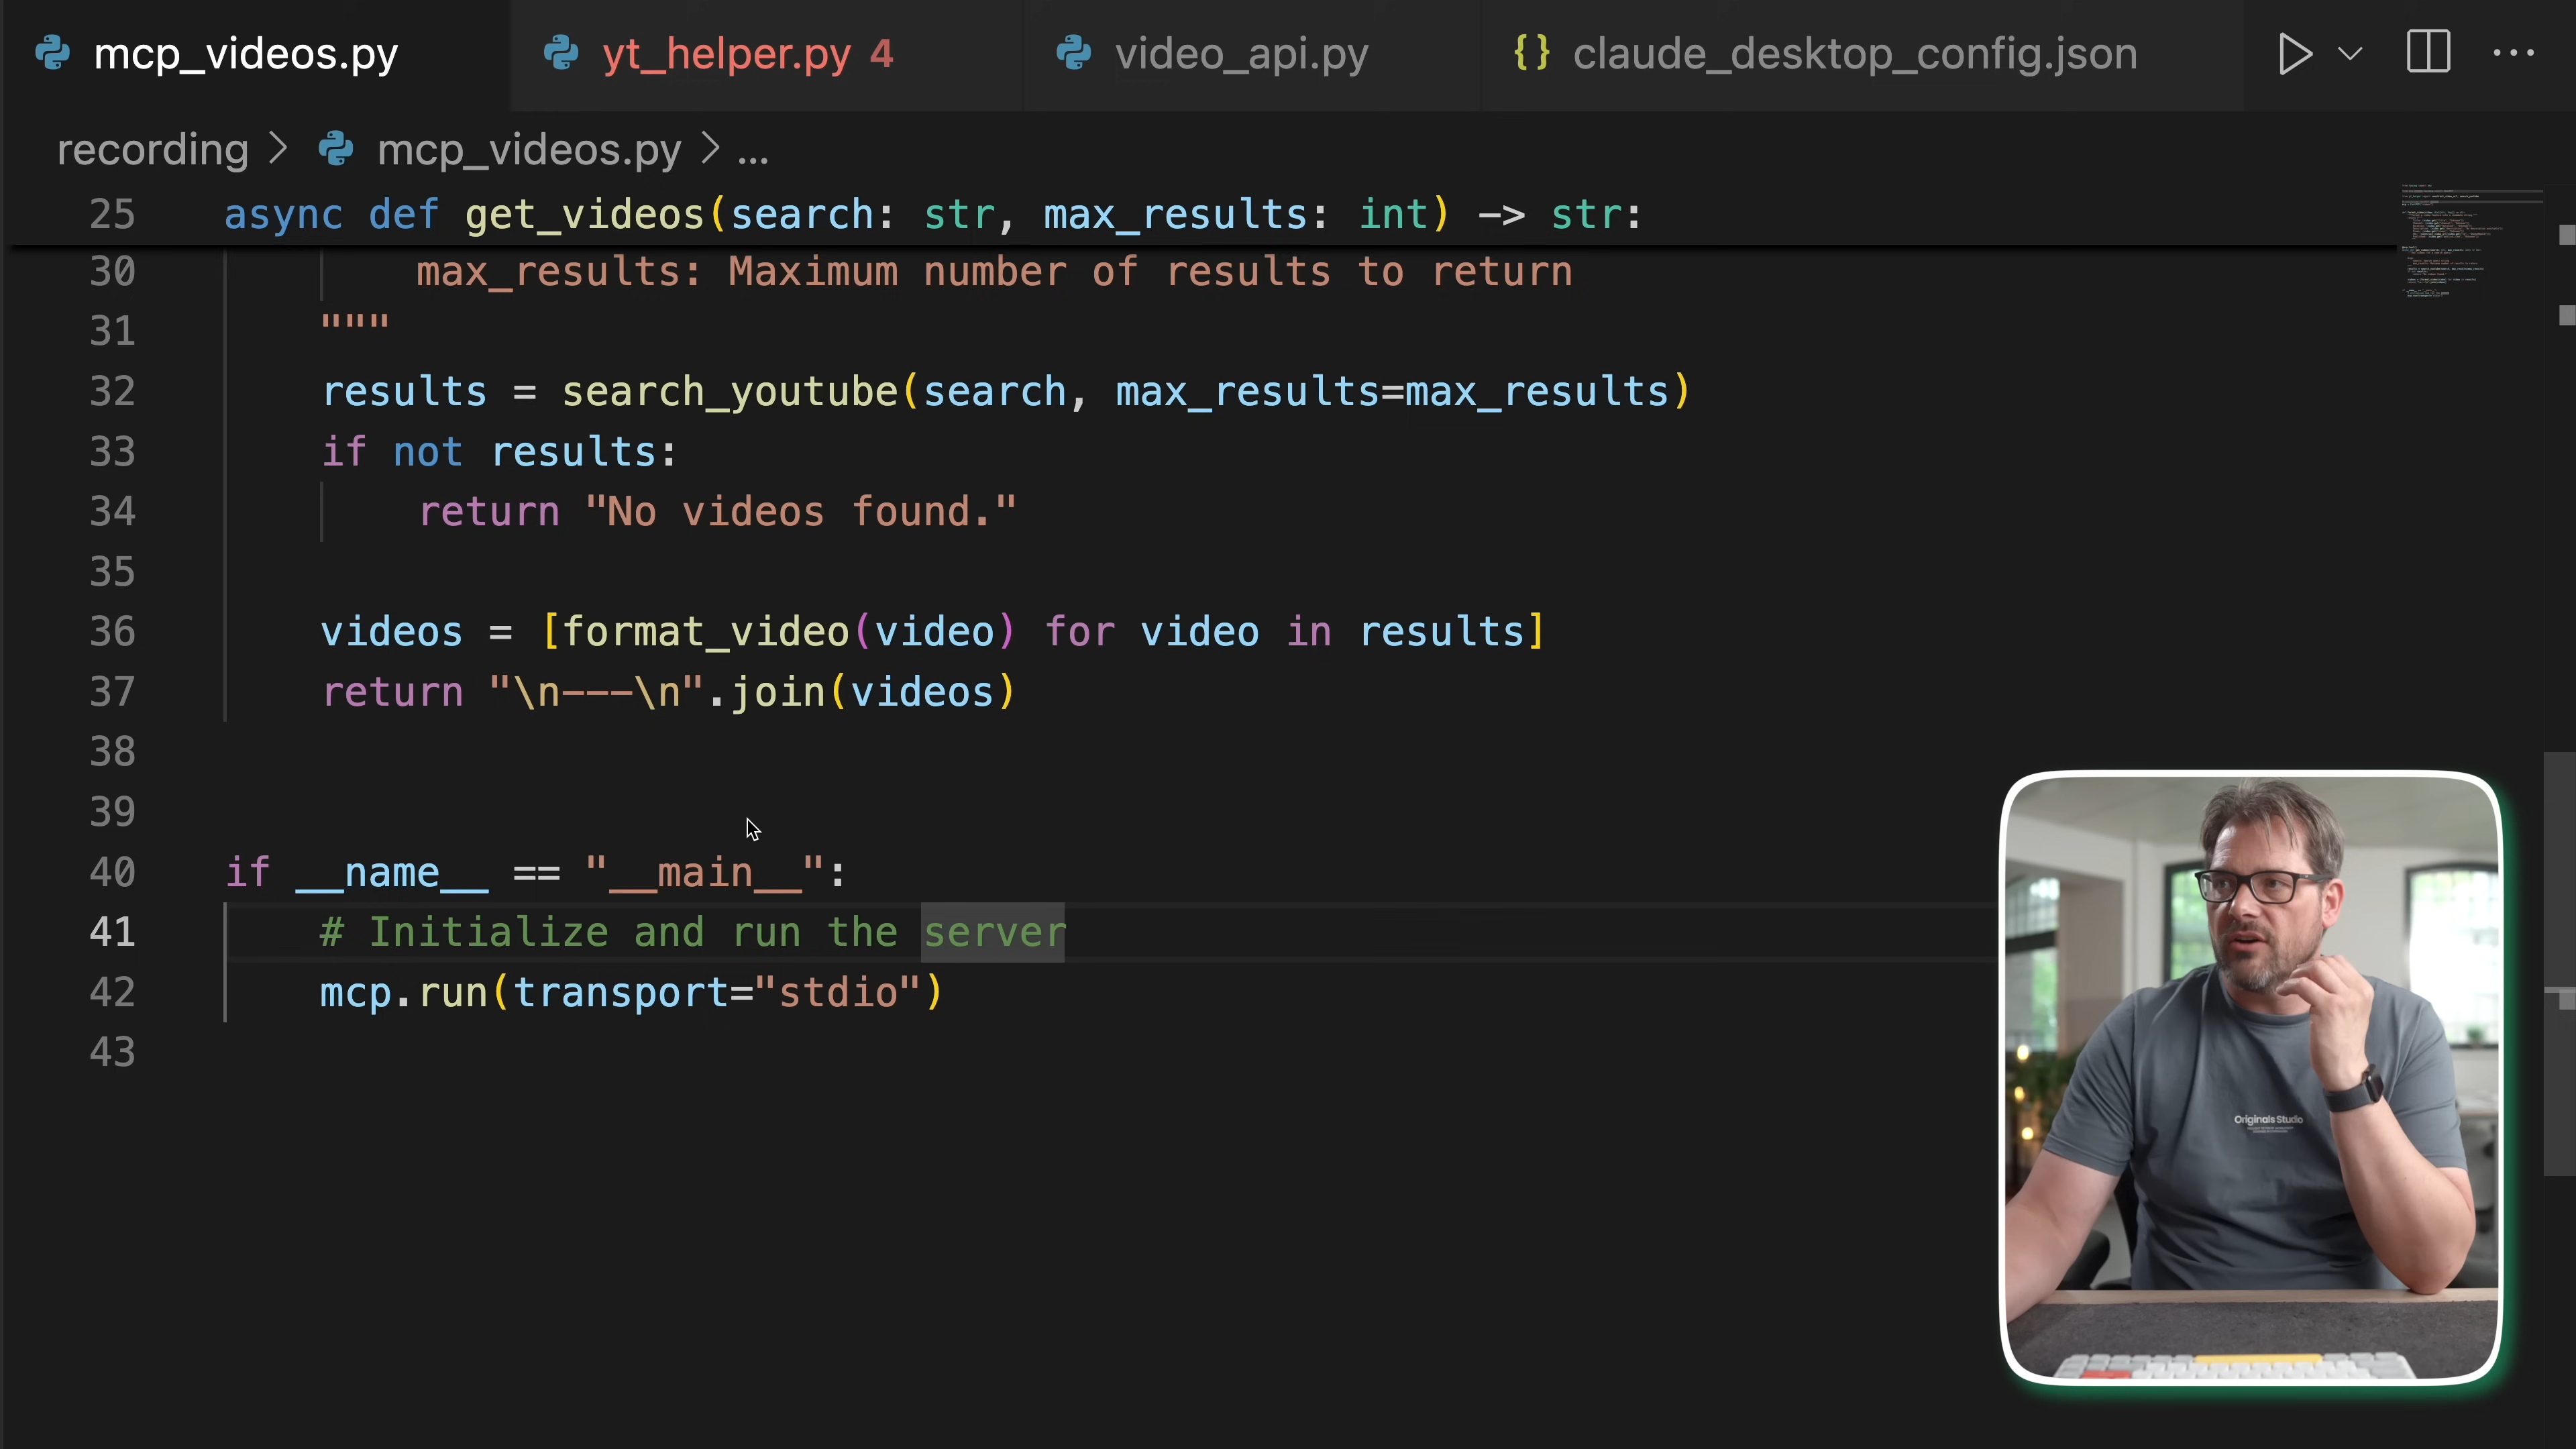 mcp_videos.py
yt_helper.py 4
video_api.py
{} claude_desktop_config.json
recording > mcp_videos.py > ...
25 async def get_videos(search: str, max_results: int) -> str:
30 max_results: Maximum number of results to return
31 """
32 results = search_youtube(search, max_results=max_results)
33 if not results:
34 return "No videos found."
35
36 videos = [format_video(video) for video in results]
37 return "\n---\n".join(videos)
38
39
40 if __name__ == "__main__":
41 # Initialize and run the server
42 mcp.run(transport="stdio")
43
Originals Studio